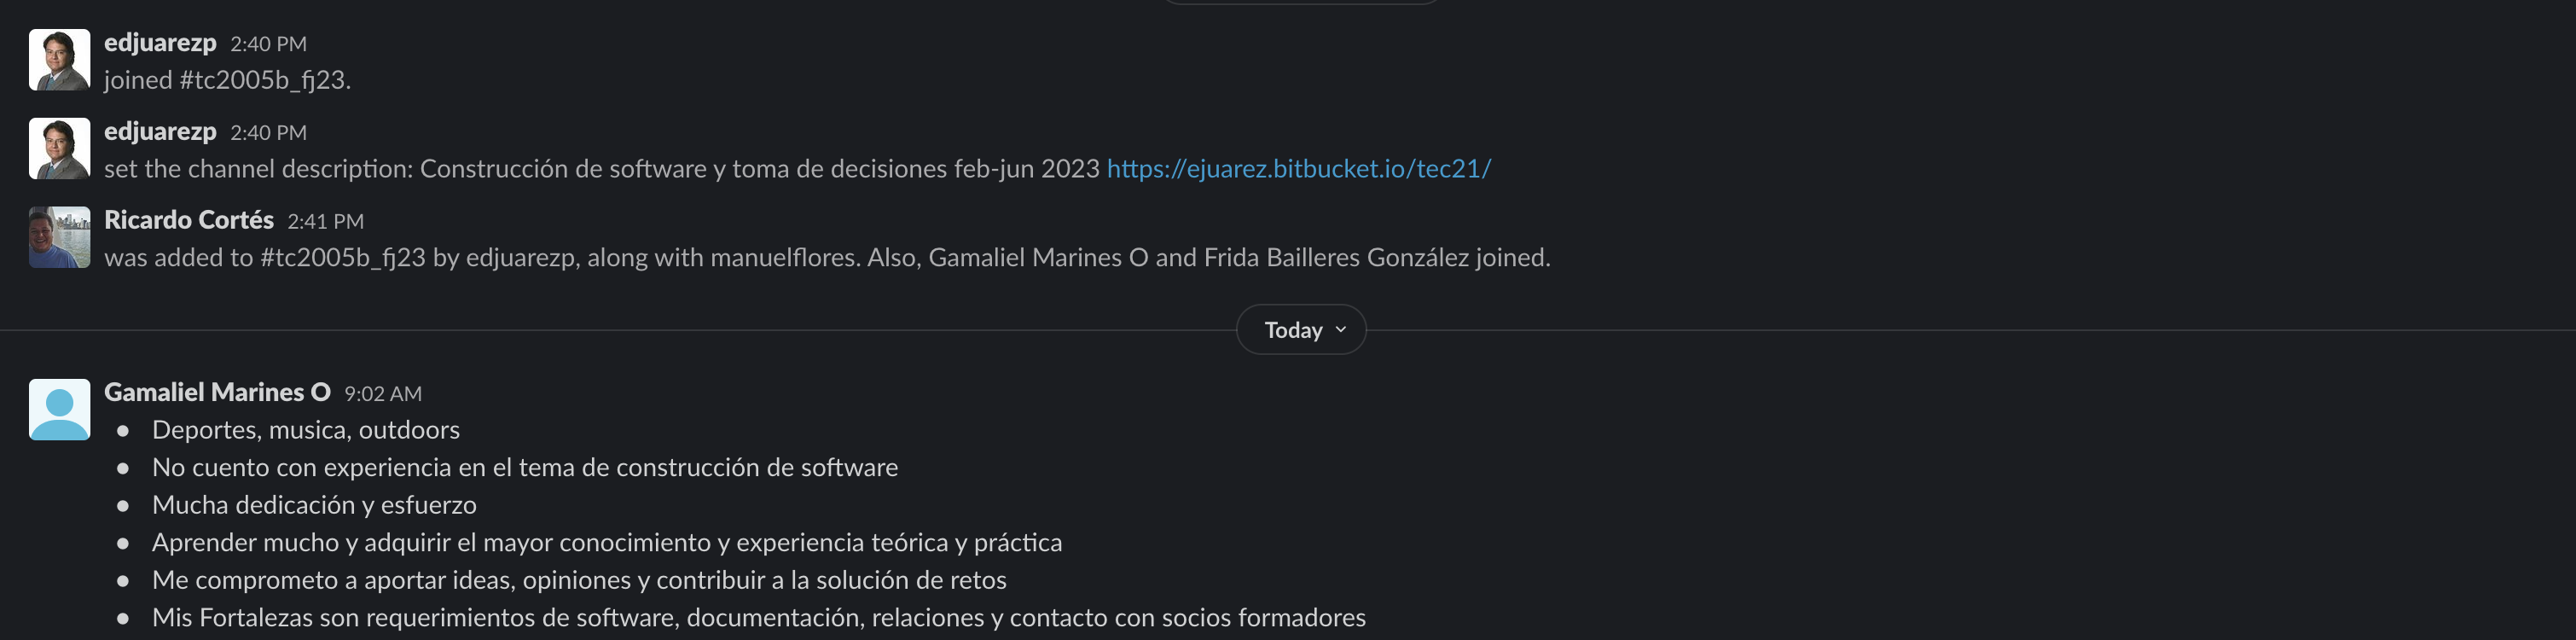 edjuarezp 2:40 PM
joined #tc2005b_fj23.
edjuarezp 2:40 PM
set the channel description: Construcción de software y toma de decisiones feb-jun 2023 https://ejuarez.bitbucket.io/tec21/
Ricardo Cortés 2:41 PM
was added to #tc2005b_fj23 by edjuarezp, along with manuelflores. Also, Gamaliel Marines O and Frida Bailleres González joined.
Today
Gamaliel Marines O 9:02 AM
● Deportes, musica, outdoors
● No cuento con experiencia en el tema de construcción de software
● Mucha dedicación y esfuerzo
● Aprender mucho y adquirir el mayor conocimiento y experiencia teórica y práctica
● Me comprometo a aportar ideas, opiniones y contribuir a la solución de retos
● Mis Fortalezas son requerimientos de software, documentación, relaciones y contacto con socios formadores